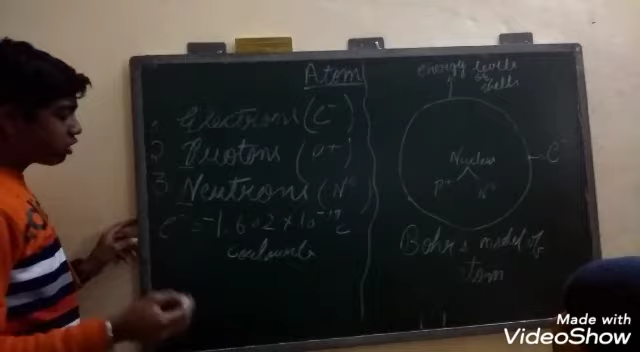 Atom
1 Electrons (e⁻)
2 Protons (p+)
3 Neutrons (N°)
e⁻ = -1.602 × 10⁻¹⁹ C
coulomb
energy levels
or
shells
Nucleus
p+ N°
e⁻
Bohr's model of
atom
Made with
VideoShow